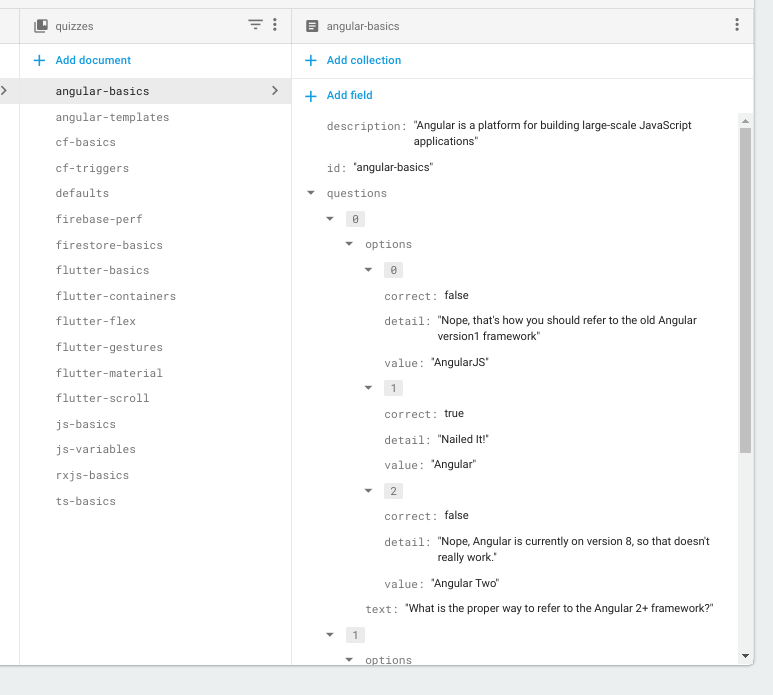 quizzes
Add document
angular-basics
angular-templates
cf-basics
cf-triggers
defaults
firebase-perf
firestore-basics
flutter-basics
flutter-containers
flutter-flex
flutter-gestures
flutter-material
flutter-scroll
js-basics
js-variables
rxjs-basics
ts-basics
angular-basics
Add collection
Add field
description: "Angular is a platform for building large-scale JavaScript
applications"
id: "angular-basics"
questions
0
options
0
correct: false
detail: "Nope, that's how you should refer to the old Angular
version1 framework"
value: "AngularJS"
1
correct: true
detail: "Nailed It!"
value: "Angular"
2
correct: false
detail: "Nope, Angular is currently on version 8, so that doesn't
really work."
value: "Angular Two"
text: "What is the proper way to refer to the Angular 2+ framework?"
1
options